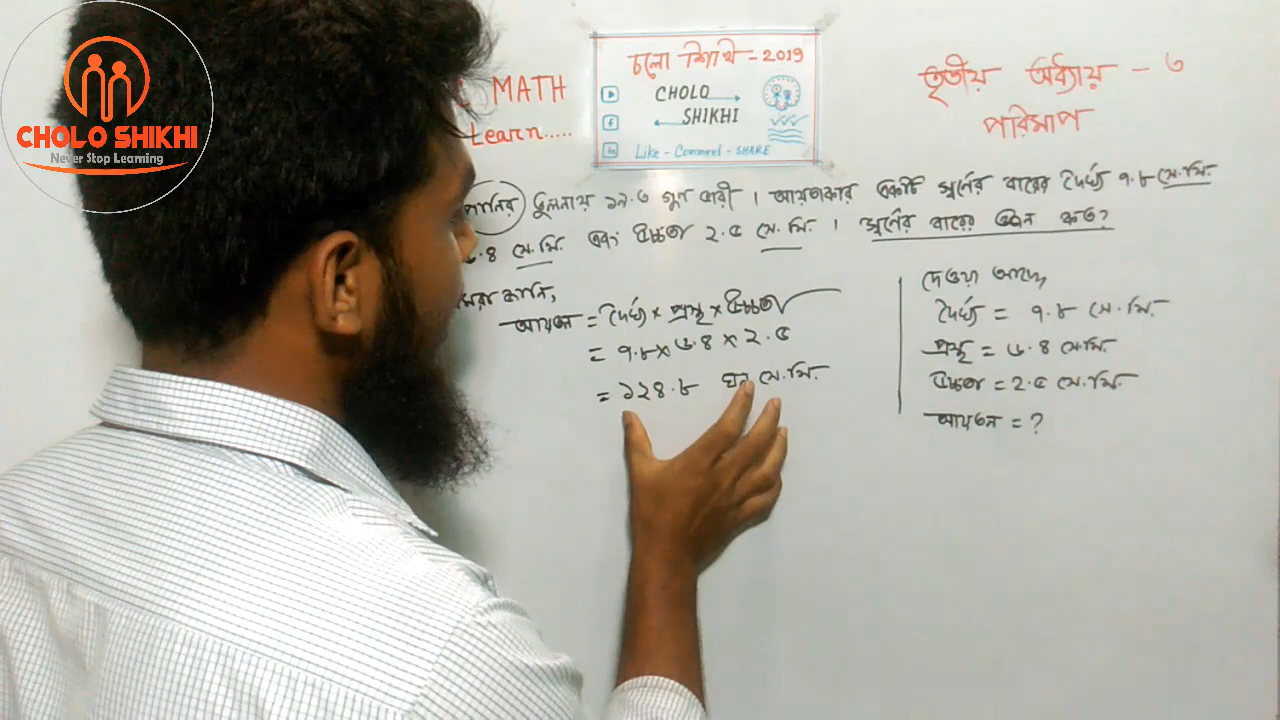 CHOLO SHIKHI
Never Stop Learning
MATH
Learn.....
চলো শিখি - 2019
CHOLO
SHIKHI
Like - Comment - SHARE
তৃতীয় অধ্যায় - ৩
পরিমাপ
পানির তুলনায় ১৯.৩ গুণ ভারী । আয়তাকার একটি স্বর্নের বারের দৈর্ঘ্য ৭.৮ সে.মি.
৬.৪ সে.মি. এবং উচ্চতা ২.৫ সে.মি. । স্বর্নের বারের ওজন কত?
জানি,
আয়তন = দৈর্ঘ্য × প্রস্থ × উচ্চতা
= ৭.৮ × ৬.৪ × ২.৫
= ১২৪.৮ ঘন সে.মি.
দেওয়া আছে,
দৈর্ঘ্য = ৭.৮ সে.মি.
প্রস্থ = ৬.৪ সে.মি.
উচ্চতা = ২.৫ সে.মি.
আয়তন = ?